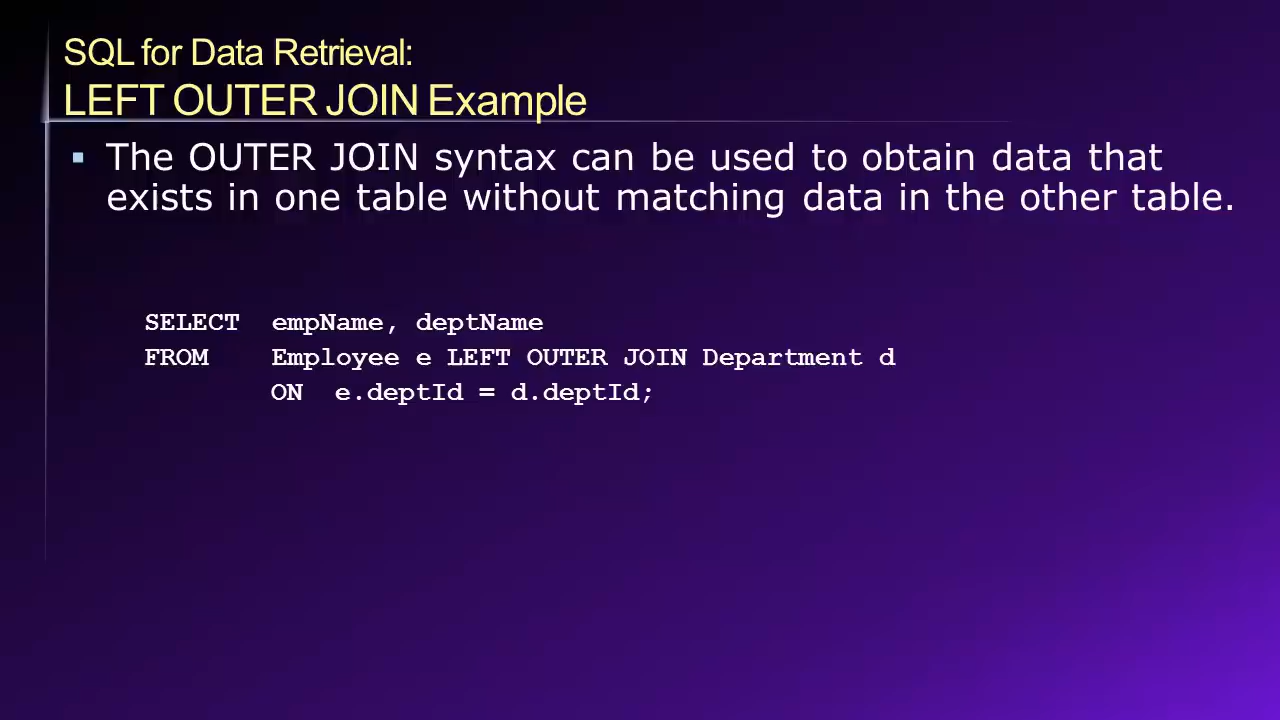 SQL for Data Retrieval:
LEFT OUTER JOIN Example
▪ The OUTER JOIN syntax can be used to obtain data that
exists in one table without matching data in the other table.
SELECT  empName, deptName
FROM    Employee e LEFT OUTER JOIN Department d
        ON  e.deptId = d.deptId;